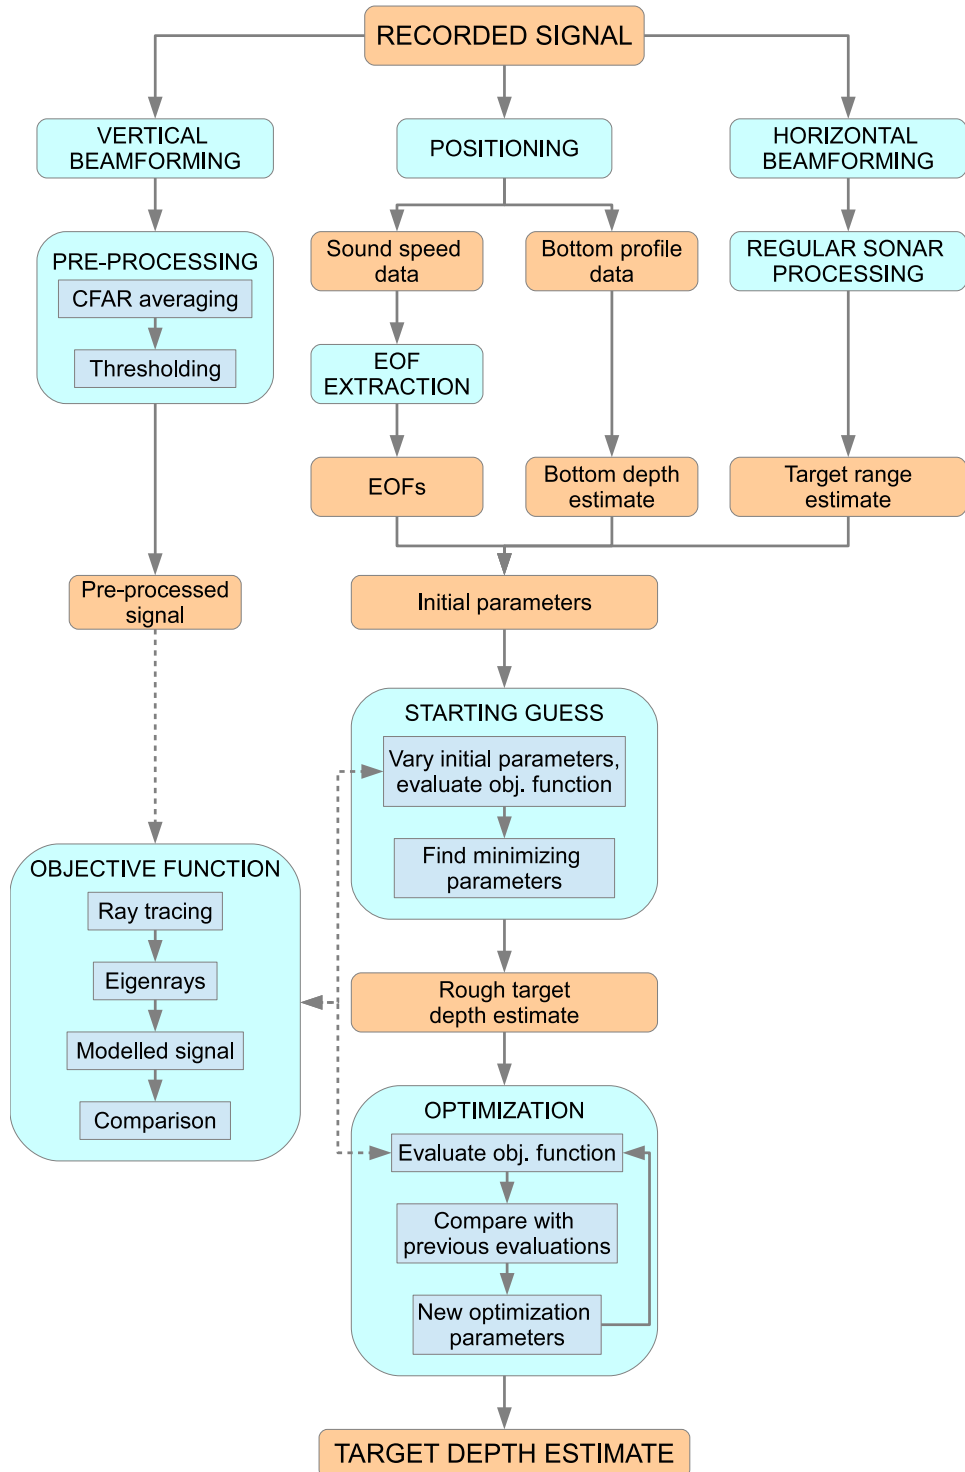 RECORDED SIGNAL
VERTICAL
BEAMFORMING
POSITIONING
HORIZONTAL
BEAMFORMING
PRE-PROCESSING
CFAR averaging
Thresholding
Sound speed
data
Bottom profile
data
REGULAR SONAR
PROCESSING
EOF
EXTRACTION
EOFs
Bottom depth
estimate
Target range
estimate
Pre-processed
signal
Initial parameters
STARTING GUESS
Vary initial parameters,
evaluate obj. function
Find minimizing
parameters
OBJECTIVE FUNCTION
Ray tracing
Eigenrays
Modelled signal
Comparison
Rough target
depth estimate
OPTIMIZATION
Evaluate obj. function
Compare with
previous evaluations
New optimization
parameters
TARGET DEPTH ESTIMATE